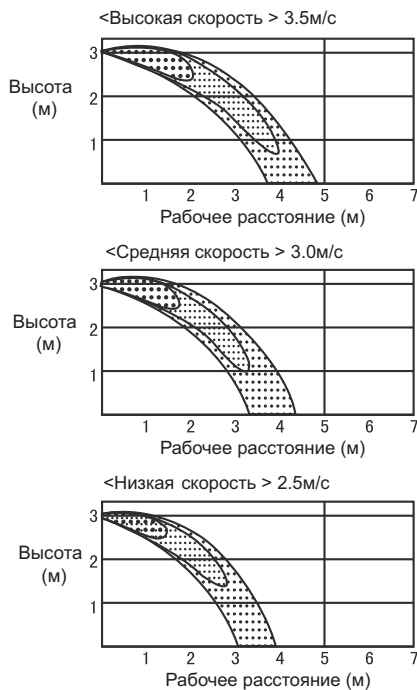 <Высокая скорость > 3.5м/с
3
Высота
(м)
2
1
1 2 3 4 5 6 7
Рабочее расстояние (м)
<Средняя скорость > 3.0м/с
3
Высота
(м)
2
1
1 2 3 4 5 6 7
Рабочее расстояние (м)
<Низкая скорость > 2.5м/с
3
Высота
(м)
2
1
1 2 3 4 5 6 7
Рабочее расстояние (м)